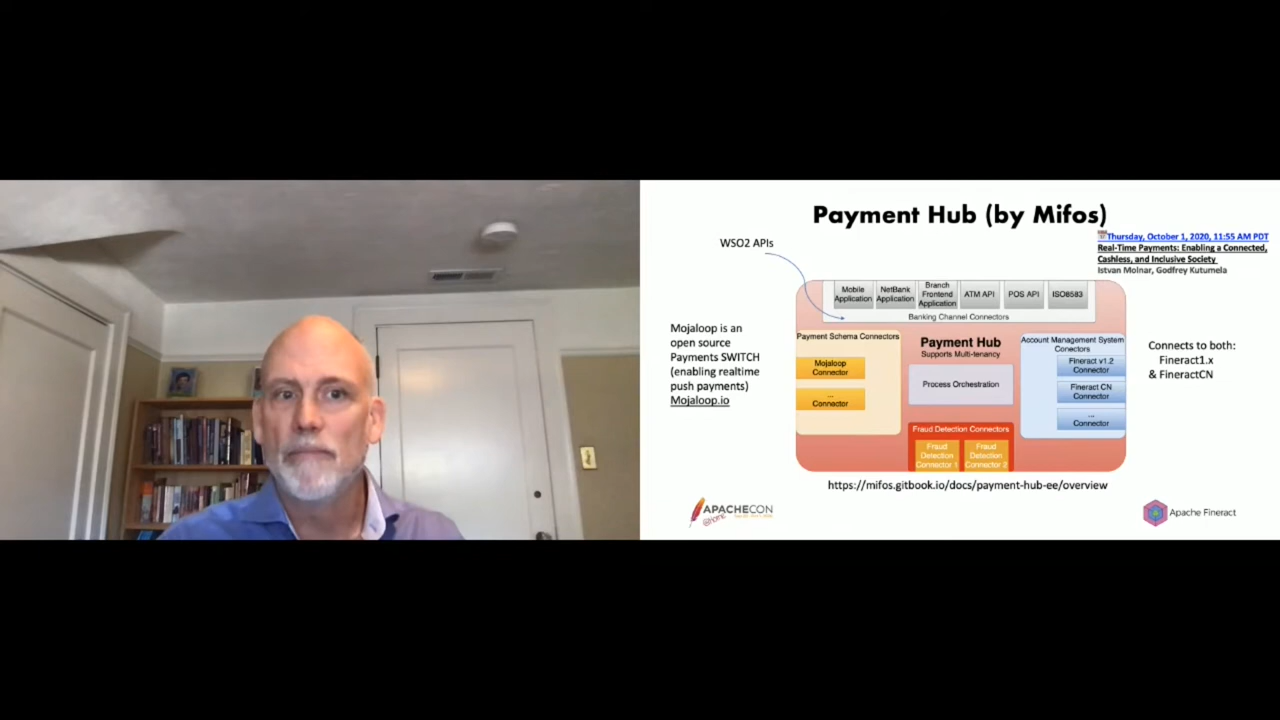 Payment Hub (by Mifos)
WSO2 APIs
Thursday, October 1, 2020, 11:55 AM PDT
Real-Time Payments: Enabling a Connected,
Cashless, and Inclusive Society
Istvan Molnar, Godfrey Kutumela
Mobile
Application
NetBank
Application
Branch
Frontend
Application
ATM API
POS API
ISO8583
Banking Channel Connectors
Mojaloop is an
open source
Payments SWITCH
(enabling realtime
push payments)
Mojaloop.io
Payment Schema Connectors
Mojaloop
Connector
...
Connector
Payment Hub
Supports Multi-tenancy
Process Orchestration
Fraud Detection Connectors
Fraud
Detection
Connector 1
Fraud
Detection
Connector 2
Account Management System
Conectors
Fineract v1.2
Connector
Fineract CN
Connector
...
Connector
Connects to both:
Fineract1.x
& FineractCN
https://mifos.gitbook.io/docs/payment-hub-ee/overview
APACHECON
@home
Apache Fineract